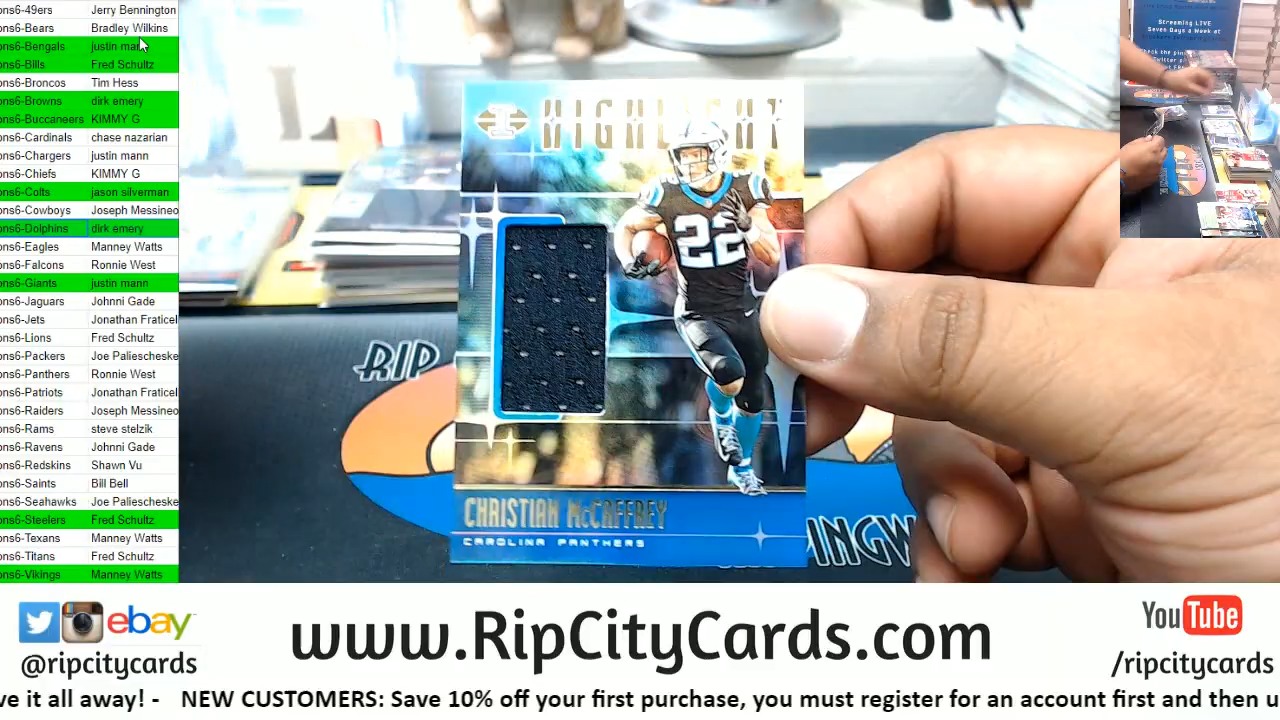 ons6-49ers Jerry Bennington
ons6-Bears Bradley Wilkins
ons6-Bengals justin mann
ons6-Bills Fred Schultz
ons6-Broncos Tim Hess
ons6-Browns dirk emery
ons6-Buccaneers KIMMY G
ons6-Cardinals chase nazarian
ons6-Chargers justin mann
ons6-Chiefs KIMMY G
ons6-Colts jason silverman
ons6-Cowboys Joseph Messineo
ons6-Dolphins dirk emery
ons6-Eagles Manney Watts
ons6-Falcons Ronnie West
ons6-Giants justin mann
ons6-Jaguars Johnni Gade
ons6-Jets Jonathan Fraticel
ons6-Lions Fred Schultz
ons6-Packers Joe Paliescheske
ons6-Panthers Ronnie West
ons6-Patriots Jonathan Fraticel
ons6-Raiders Joseph Messineo
ons6-Rams steve stelzik
ons6-Ravens Johnni Gade
ons6-Redskins Shawn Vu
ons6-Saints Bill Bell
ons6-Seahawks Joe Paliescheske
ons6-Steelers Fred Schultz
ons6-Texans Manney Watts
ons6-Titans Fred Schultz
ons6-Vikings Manney Watts
HIGHLIGHT
22
CHRISTIAN McCAFFREY
CAROLINA PANTHERS
RIP
INGW
Streaming LIVE
Seven Days a Week at
ebay
@ripcitycards
www.RipCityCards.com
YouTube
/ripcitycards
ve it all away! - NEW CUSTOMERS: Save 10% off your first purchase, you must register for an account first and then u